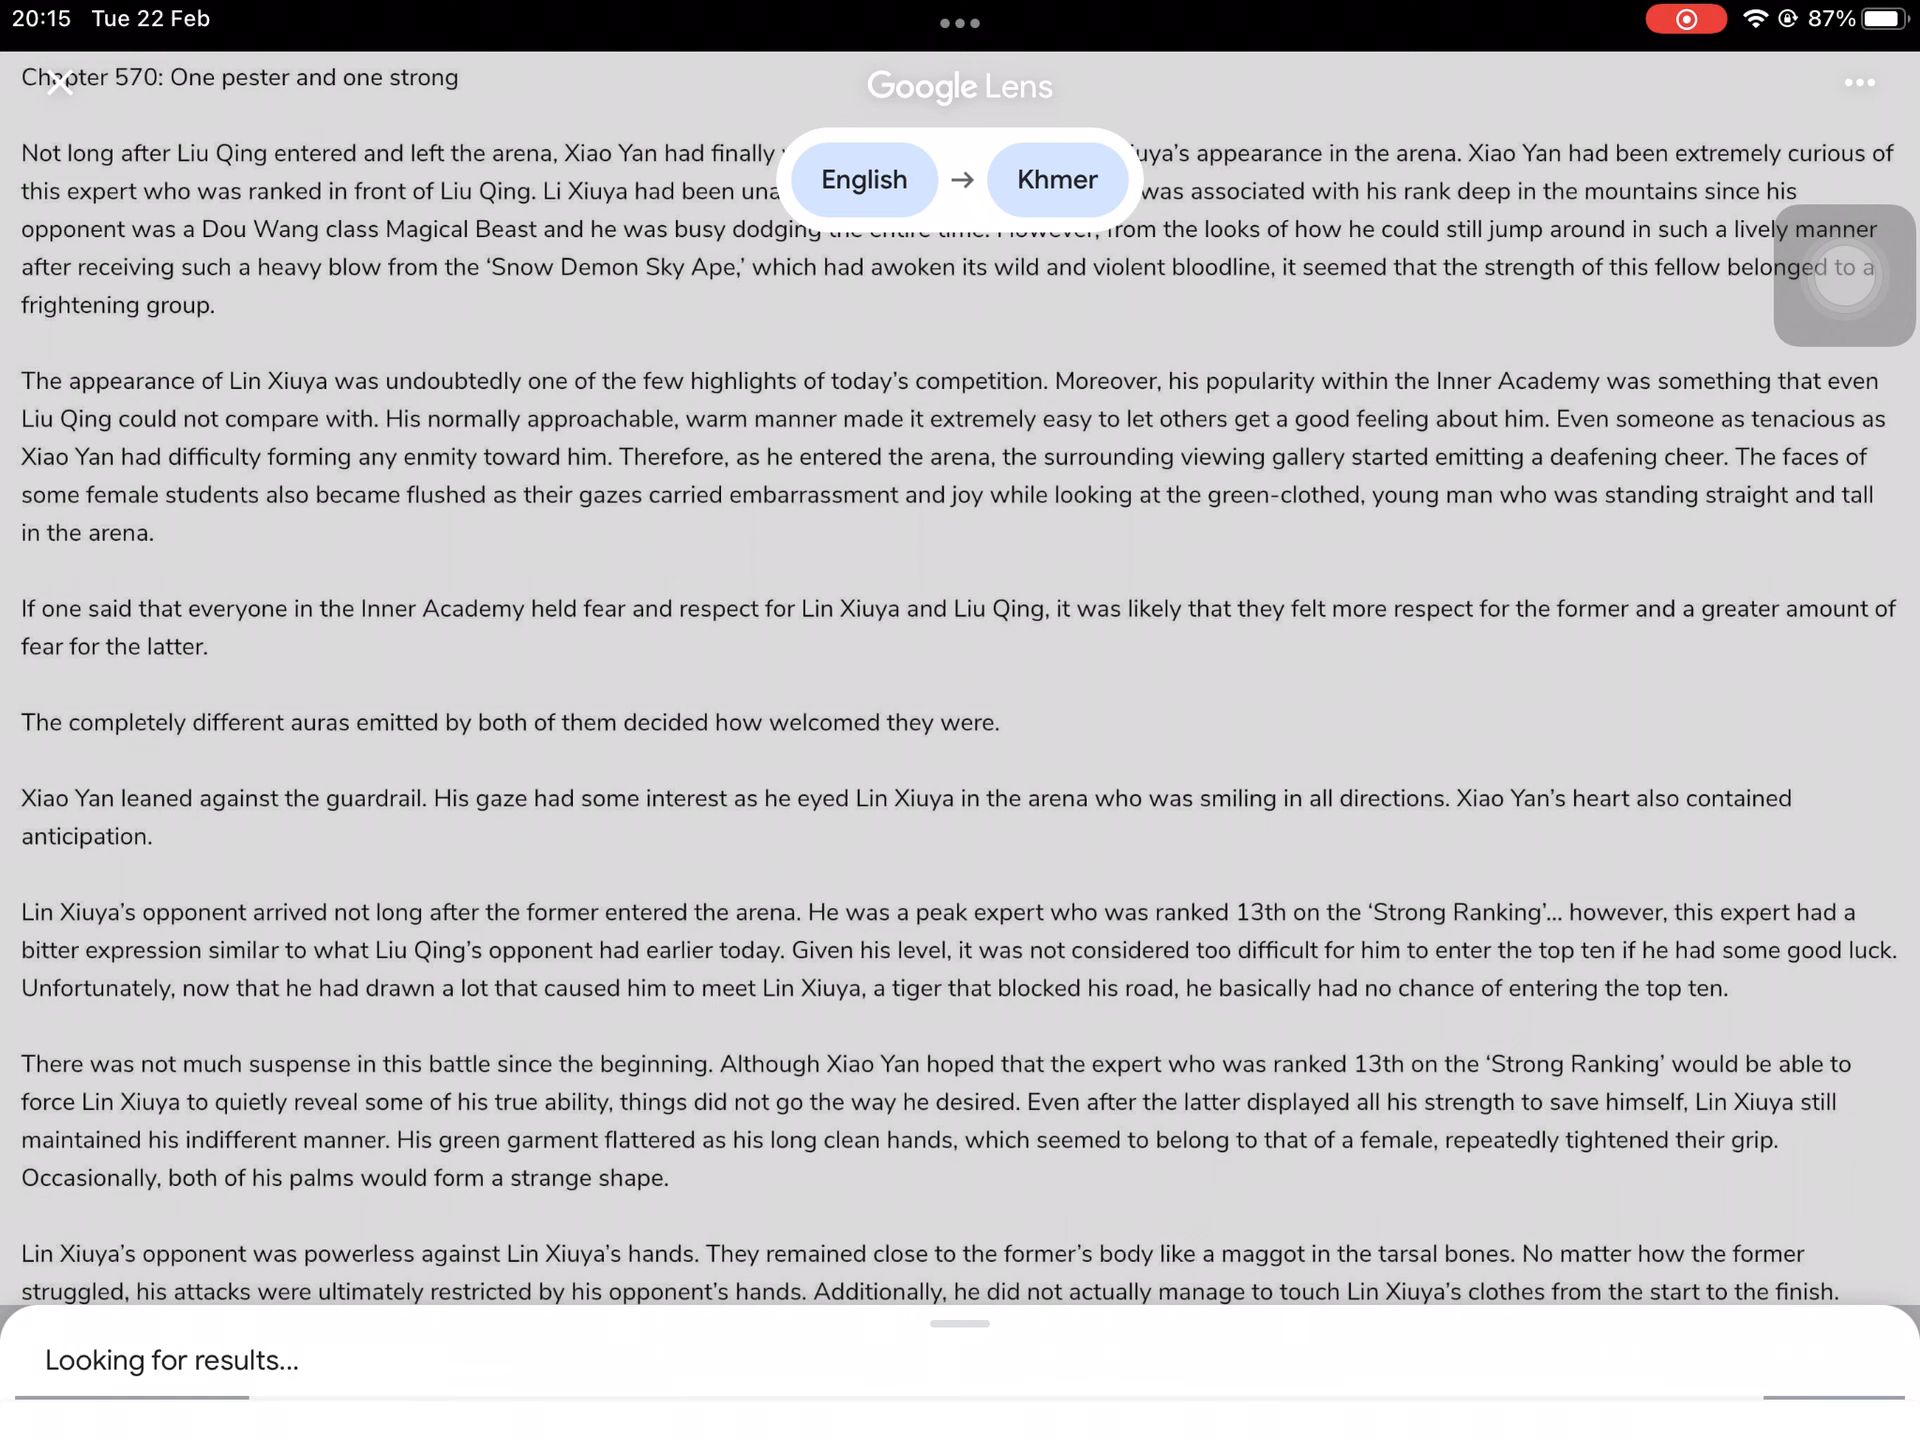 20:15 Tue 22 Feb
87%
Chapter 570: One pester and one strong
Google Lens
English → Khmer
Not long after Liu Qing entered and left the arena, Xiao Yan had finally uya’s appearance in the arena. Xiao Yan had been extremely curious of
this expert who was ranked in front of Liu Qing. Li Xiuya had been una was associated with his rank deep in the mountains since his
opponent was a Dou Wang class Magical Beast and he was busy dodging the entire time. However, from the looks of how he could still jump around in such a lively manner
after receiving such a heavy blow from the ‘Snow Demon Sky Ape,’ which had awoken its wild and violent bloodline, it seemed that the strength of this fellow belonged to a
frightening group.
The appearance of Lin Xiuya was undoubtedly one of the few highlights of today’s competition. Moreover, his popularity within the Inner Academy was something that even
Liu Qing could not compare with. His normally approachable, warm manner made it extremely easy to let others get a good feeling about him. Even someone as tenacious as
Xiao Yan had difficulty forming any enmity toward him. Therefore, as he entered the arena, the surrounding viewing gallery started emitting a deafening cheer. The faces of
some female students also became flushed as their gazes carried embarrassment and joy while looking at the green-clothed, young man who was standing straight and tall
in the arena.
If one said that everyone in the Inner Academy held fear and respect for Lin Xiuya and Liu Qing, it was likely that they felt more respect for the former and a greater amount of
fear for the latter.
The completely different auras emitted by both of them decided how welcomed they were.
Xiao Yan leaned against the guardrail. His gaze had some interest as he eyed Lin Xiuya in the arena who was smiling in all directions. Xiao Yan’s heart also contained
anticipation.
Lin Xiuya’s opponent arrived not long after the former entered the arena. He was a peak expert who was ranked 13th on the ‘Strong Ranking’... however, this expert had a
bitter expression similar to what Liu Qing’s opponent had earlier today. Given his level, it was not considered too difficult for him to enter the top ten if he had some good luck.
Unfortunately, now that he had drawn a lot that caused him to meet Lin Xiuya, a tiger that blocked his road, he basically had no chance of entering the top ten.
There was not much suspense in this battle since the beginning. Although Xiao Yan hoped that the expert who was ranked 13th on the ‘Strong Ranking’ would be able to
force Lin Xiuya to quietly reveal some of his true ability, things did not go the way he desired. Even after the latter displayed all his strength to save himself, Lin Xiuya still
maintained his indifferent manner. His green garment flattered as his long clean hands, which seemed to belong to that of a female, repeatedly tightened their grip.
Occasionally, both of his palms would form a strange shape.
Lin Xiuya’s opponent was powerless against Lin Xiuya’s hands. They remained close to the former’s body like a maggot in the tarsal bones. No matter how the former
struggled, his attacks were ultimately restricted by his opponent’s hands. Additionally, he did not actually manage to touch Lin Xiuya’s clothes from the start to the finish.
Looking for results...